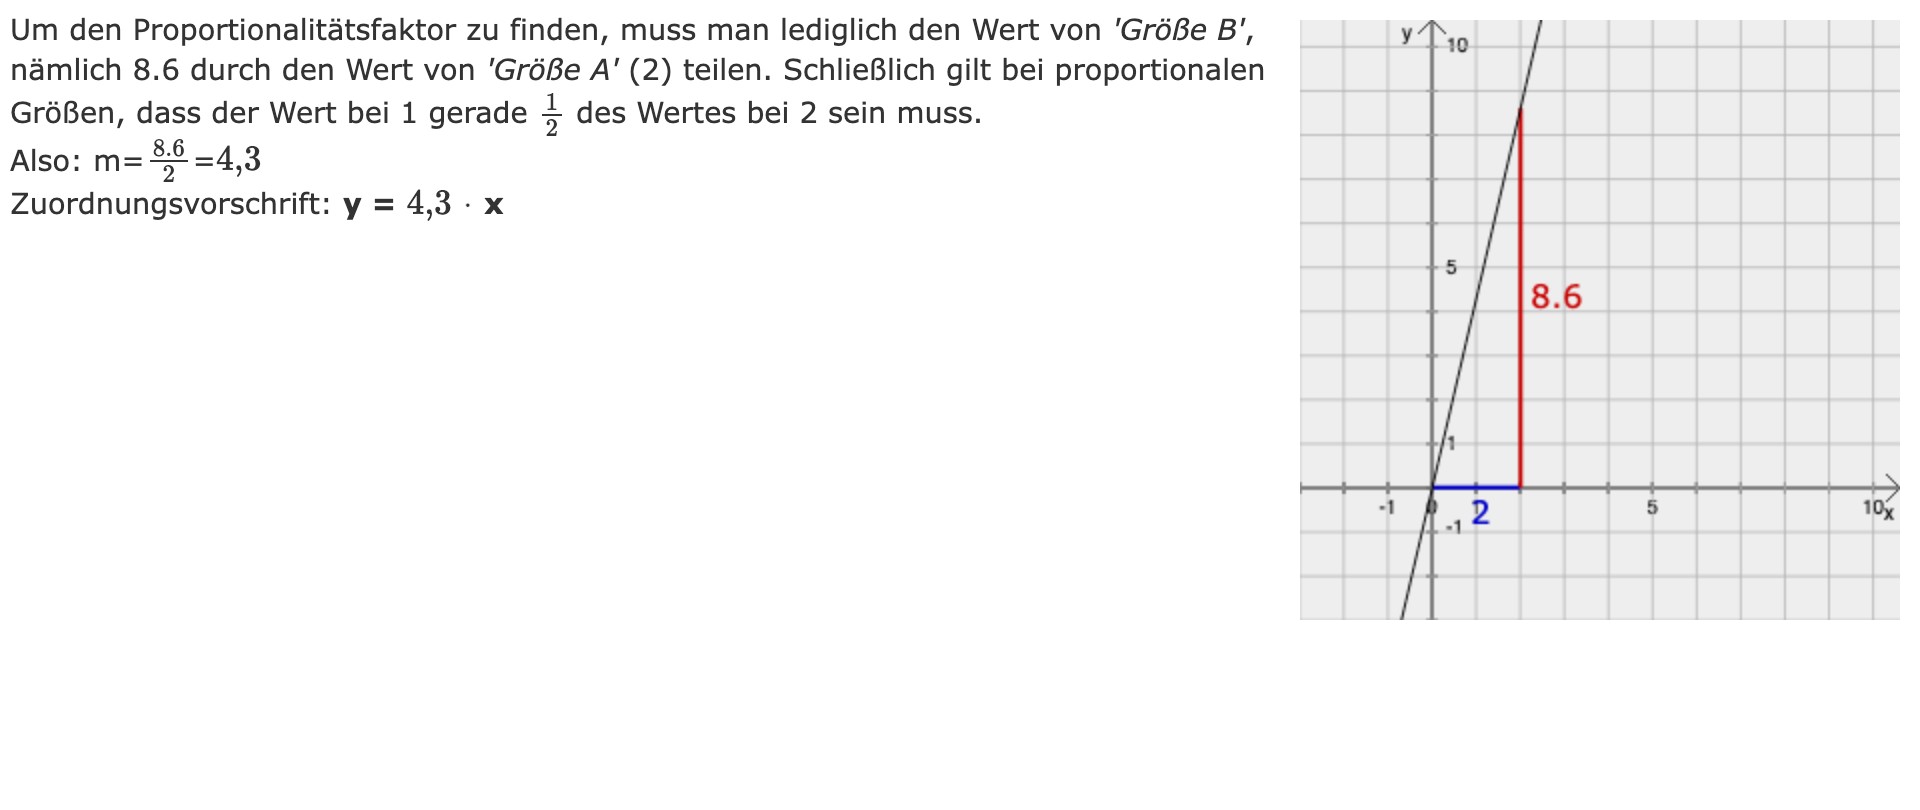 Um den Proportionalitätsfaktor zu finden, muss man lediglich den Wert von 'Größe B',
nämlich 8.6 durch den Wert von 'Größe A' (2) teilen. Schließlich gilt bei proportionalen
Größen, dass der Wert bei 1 gerade 1/2 des Wertes bei 2 sein muss.
Also: m= 8.6/2 =4,3
Zuordnungsvorschrift: y = 4,3 · x
y
10
5
8.6
1
-1
0
1
2
5
10
x
-1